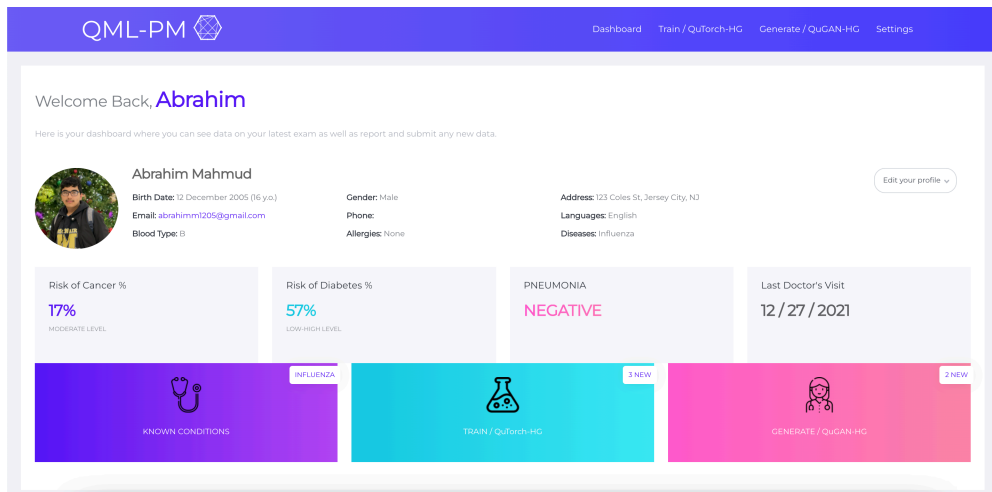 QML-PM
Dashboard Train / QuTorch-HG Generate / QuGAN-HG Settings
Welcome Back, Abrahim
Here is your dashboard where you can see data on your latest exam as well as report and submit any new data.
Abrahim Mahmud
Edit your profile
Birth Date: 12 December 2005 (16 y.o.) Gender: Male Address: 123 Coles St, Jersey City, NJ
Email: abrahimm1205@gmail.com Phone: Languages: English
Blood Type: B Allergies: None Diseases: Influenza
Risk of Cancer % Risk of Diabetes % PNEUMONIA Last Doctor's Visit
17% 57% NEGATIVE 12 / 27 / 2021
MODERATE LEVEL LOW-HIGH LEVEL
INFLUENZA 3 NEW 2 NEW
KNOWN CONDITIONS TRAIN / QuTorch-HG GENERATE / QuGAN-HG